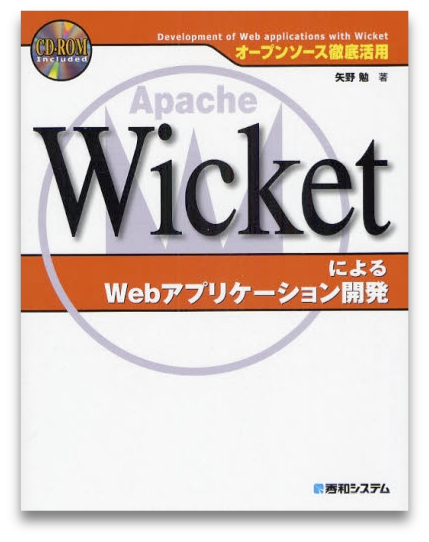 CD-ROM
Included
Development of Web applications with Wicket
オープンソース徹底活用
矢野 勉 著
Apache
Wicket
による
Webアプリケーション開発
秀和システム